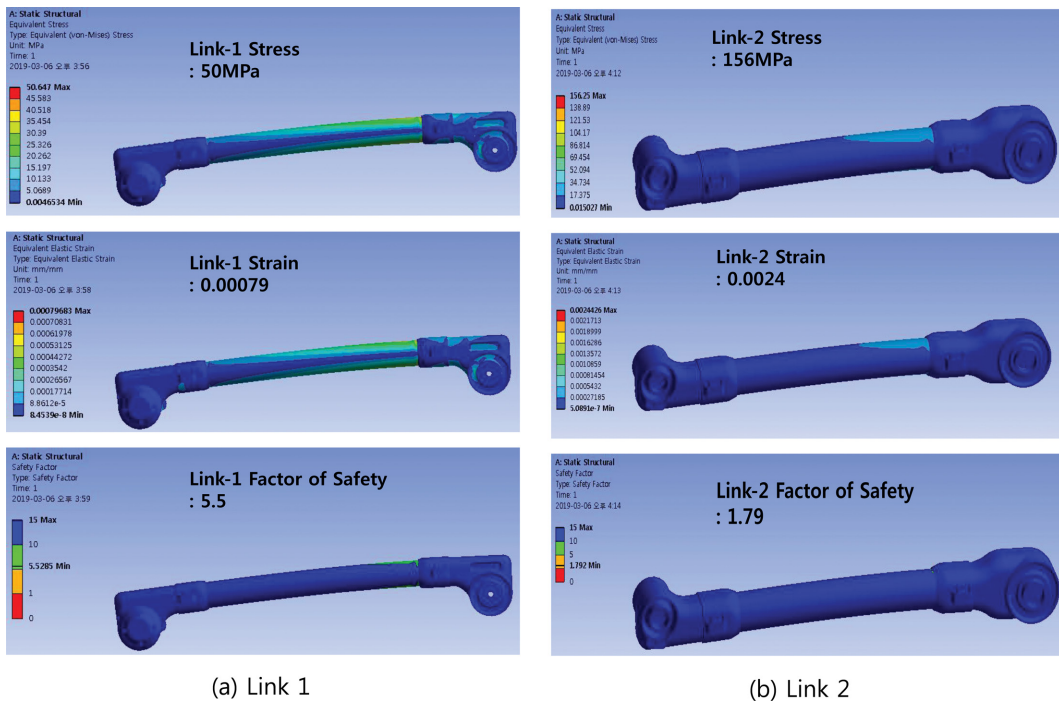 A: Static Structural
Equivalent Stress
Type: Equivalent (von-Mises) Stress
Unit: MPa
Time: 1
2019-03-06 오후 3:56
50.647 Max
45.583
40.518
35.454
30.39
25.326
20.262
15.197
10.133
5.0689
0.0046534 Min
Link-1 Stress
: 50MPa
A: Static Structural
Equivalent Elastic Strain
Type: Equivalent Elastic Strain
Unit: mm/mm
Time: 1
2019-03-06 오후 3:58
0.00079683 Max
0.00070831
0.00061978
0.00053125
0.00044272
0.0003542
0.00026567
0.00017714
8.8612e-5
8.4539e-8 Min
Link-1 Strain
: 0.00079
A: Static Structural
Safety Factor
Type: Safety Factor
Time: 1
2019-03-06 오후 3:59
15 Max
10
5.5285 Min
1
0
Link-1 Factor of Safety
: 5.5
(a) Link 1
A: Static Structural
Equivalent Stress
Type: Equivalent (von-Mises) Stress
Unit: MPa
Time: 1
2019-03-06 오후 4:12
156.25 Max
138.89
121.53
104.17
86.814
69.454
52.094
34.734
17.375
0.015027 Min
Link-2 Stress
: 156MPa
A: Static Structural
Equivalent Elastic Strain
Type: Equivalent Elastic Strain
Unit: mm/mm
Time: 1
2019-03-06 오후 4:13
0.0024426 Max
0.0021713
0.0018999
0.0016286
0.0013572
0.0010859
0.00081454
0.0005432
0.00027185
5.0891e-7 Min
Link-2 Strain
: 0.0024
A: Static Structural
Safety Factor
Type: Safety Factor
Time: 1
2019-03-06 오후 4:14
15 Max
10
5
1.792 Min
0
Link-2 Factor of Safety
: 1.79
(b) Link 2